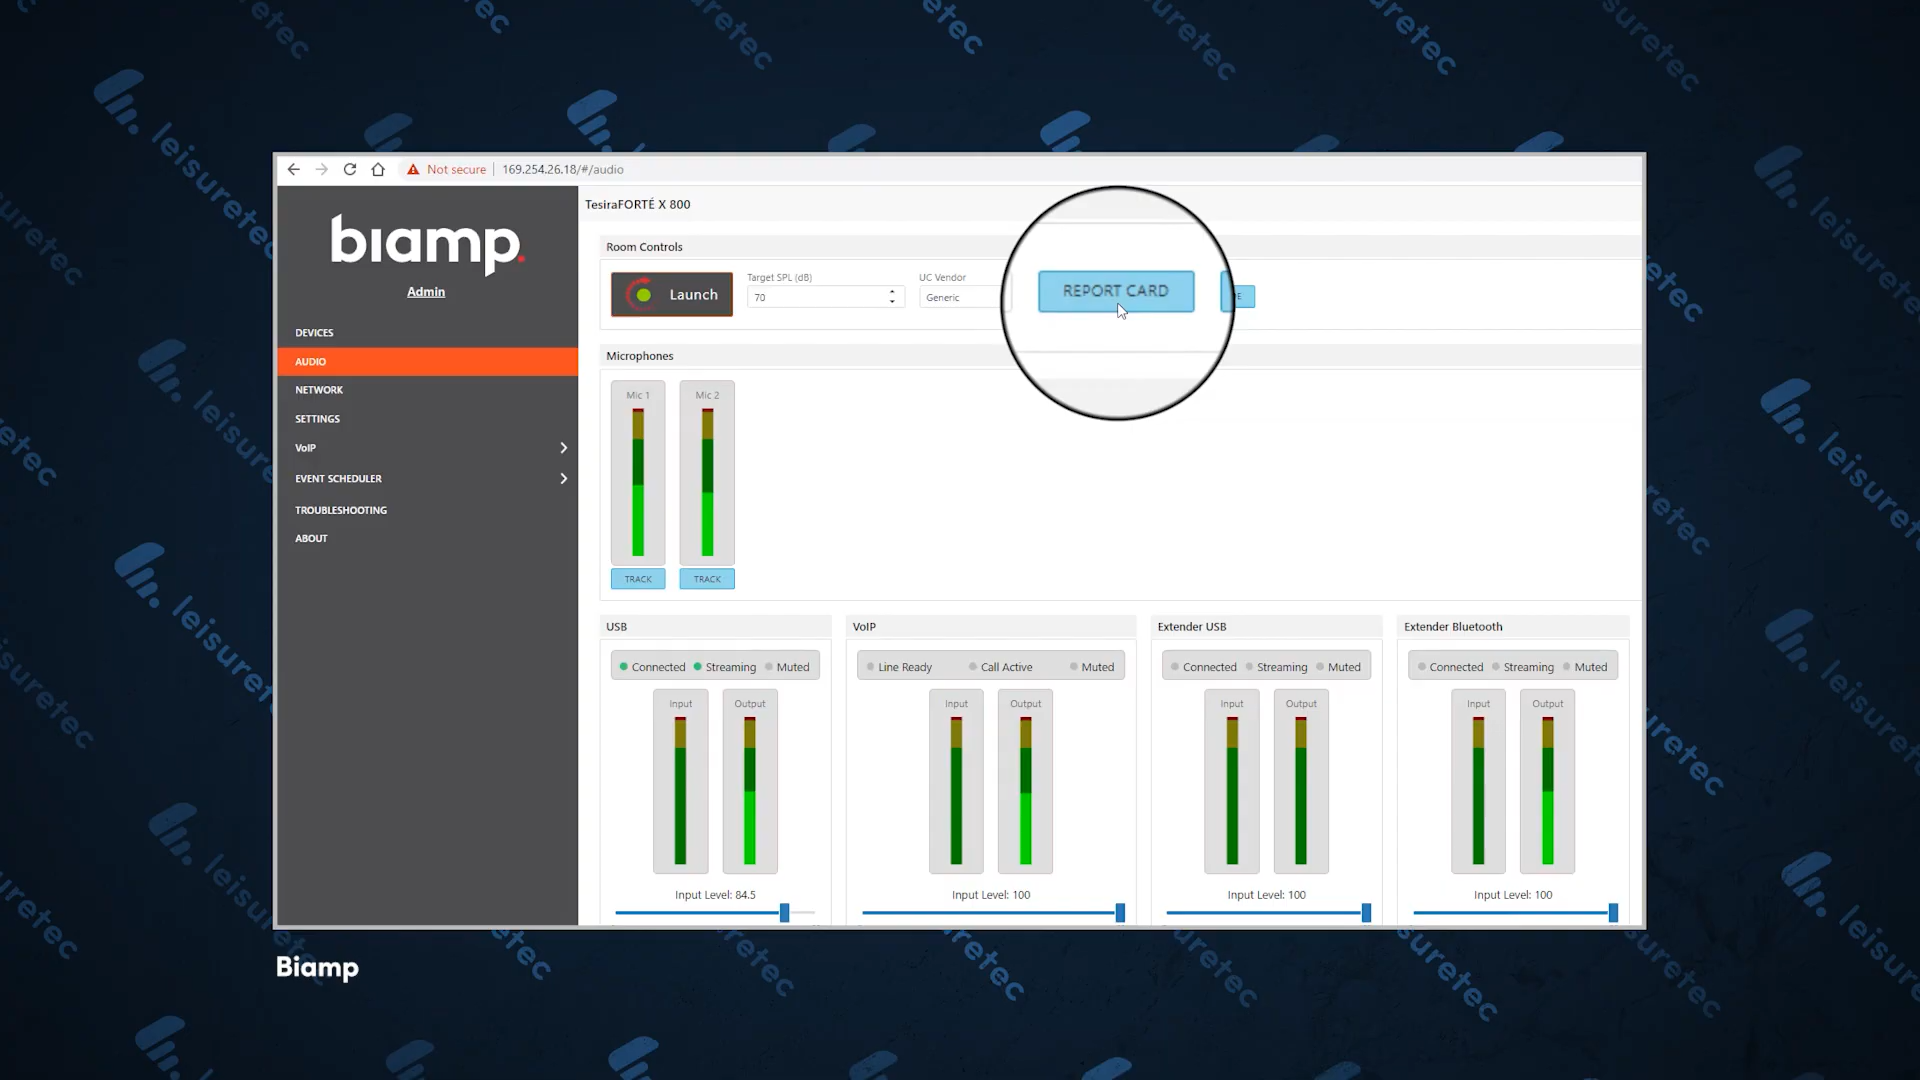 Not secure | 169.254.26.18/#/audio
biamp.
Admin
DEVICES
AUDIO
NETWORK
SETTINGS
VoIP
EVENT SCHEDULER
TROUBLESHOOTING
ABOUT
TesiraFORTÉ X 800
Room Controls
Launch
Target SPL (dB)
70
UC Vendor
Generic
REPORT CARD
Microphones
Mic 1
Mic 2
TRACK
TRACK
USB
Connected Streaming Muted
Input Output
Input Level: 84.5
VoIP
Line Ready Call Active Muted
Input Output
Input Level: 100
Extender USB
Connected Streaming Muted
Input Output
Input Level: 100
Extender Bluetooth
Connected Streaming Muted
Input Output
Input Level: 100
Biamp
leisuretec